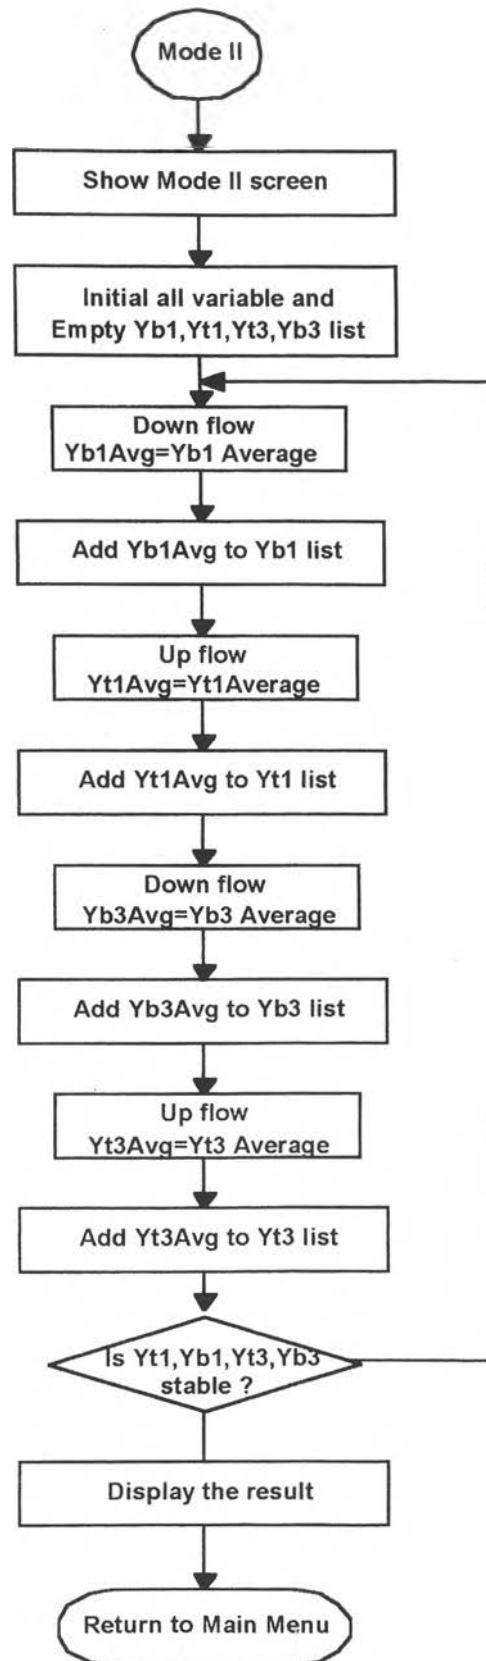 Mode II
Show Mode II screen
Initial all variable and
Empty Yb1,Yt1,Yt3,Yb3 list
Down flow
Yb1Avg=Yb1 Average
Add Yb1Avg to Yb1 list
Up flow
Yt1Avg=Yt1Average
Add Yt1Avg to Yt1 list
Down flow
Yb3Avg=Yb3 Average
Add Yb3Avg to Yb3 list
Up flow
Yt3Avg=Yt3 Average
Add Yt3Avg to Yt3 list
Is Yt1,Yb1,Yt3,Yb3
stable ?
Display the result
Return to Main Menu